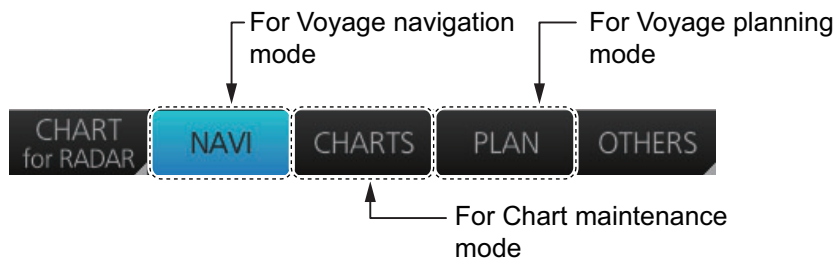 For Voyage navigation
mode
For Voyage planning
mode
CHART
for RADAR
NAVI
CHARTS
PLAN
OTHERS
For Chart maintenance
mode